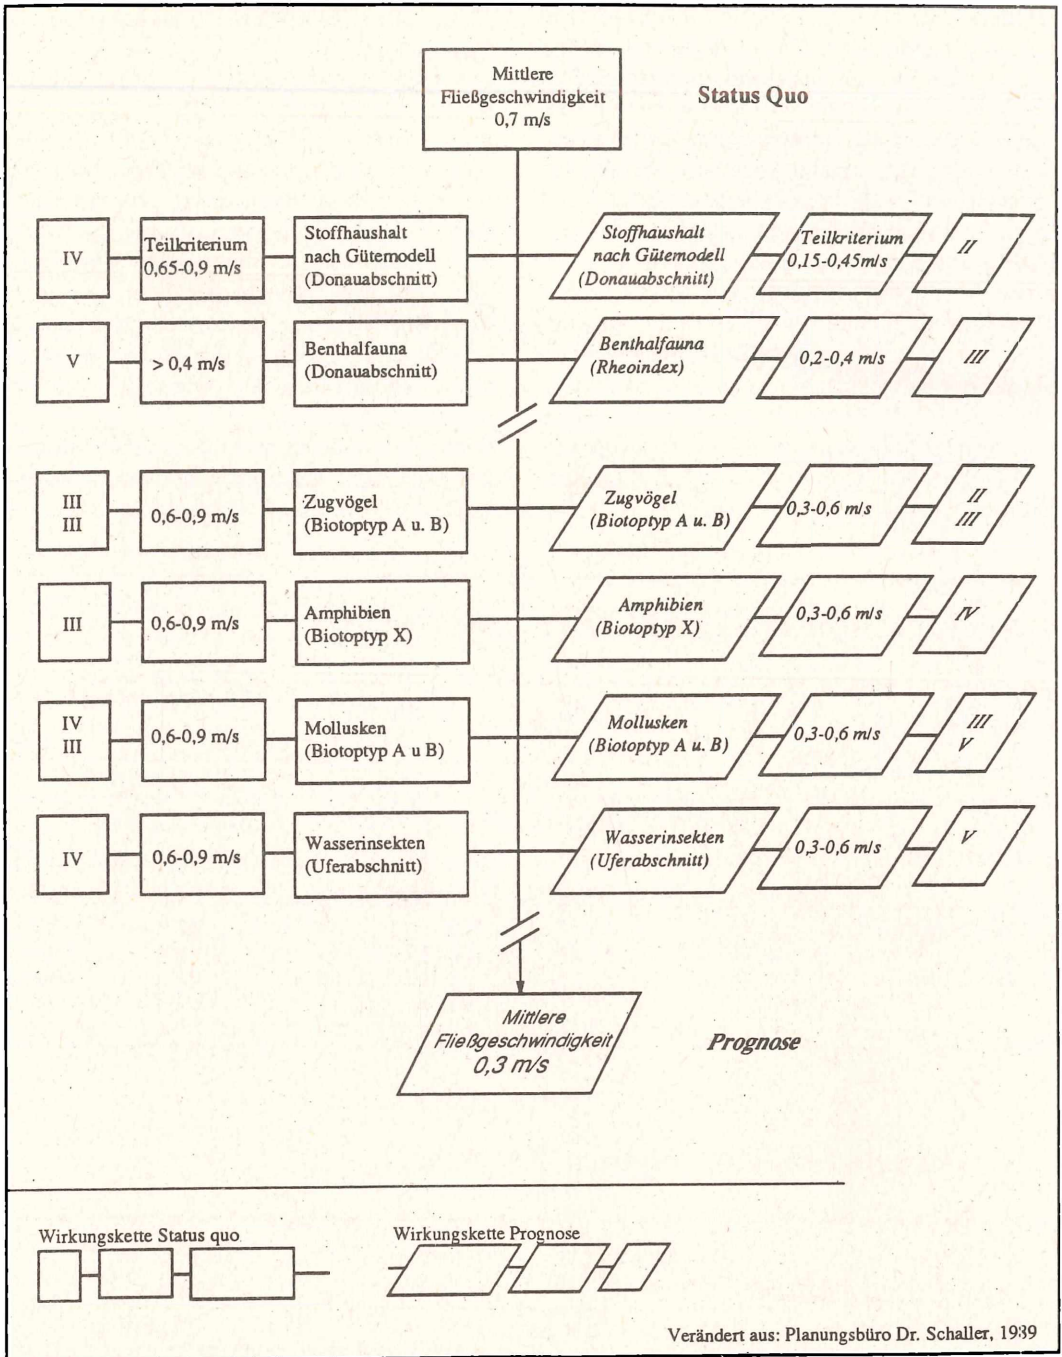 Mittlere
Fließgeschwindigkeit
0,7 m/s
Status Quo
IV
Teilkriterium
0,65-0,9 m/s
Stoffhaushalt
nach Gütemodell
(Donauabschnitt)
Stoffhaushalt
nach Gütemodell
(Donauabschnitt)
Teilkriterium
0,15-0,45m/s
II
V
> 0,4 m/s
Benthalfauna
(Donauabschnitt)
Benthalfauna
(Rheoindex)
0,2-0,4 m/s
III
III
III
0,6-0,9 m/s
Zugvögel
(Biotoptyp A u. B)
Zugvögel
(Biotoptyp A u. B)
0,3-0,6 m/s
II
III
III
0,6-0,9 m/s
Amphibien
(Biotoptyp X)
Amphibien
(Biotoptyp X)
0,3-0,6 m/s
IV
IV
III
0,6-0,9 m/s
Mollusken
(Biotoptyp A u B)
Mollusken
(Biotoptyp A u. B)
0,3-0,6 m/s
III
V
IV
0,6-0,9 m/s
Wasserinsekten
(Uferabschnitt)
Wasserinsekten
(Uferabschnitt)
0,3-0,6 m/s
V
Mittlere
Fließgeschwindigkeit
0,3 m/s
Prognose
Wirkungskette Status quo
Wirkungskette Prognose
Verändert aus: Planungsbüro Dr. Schaller, 1989